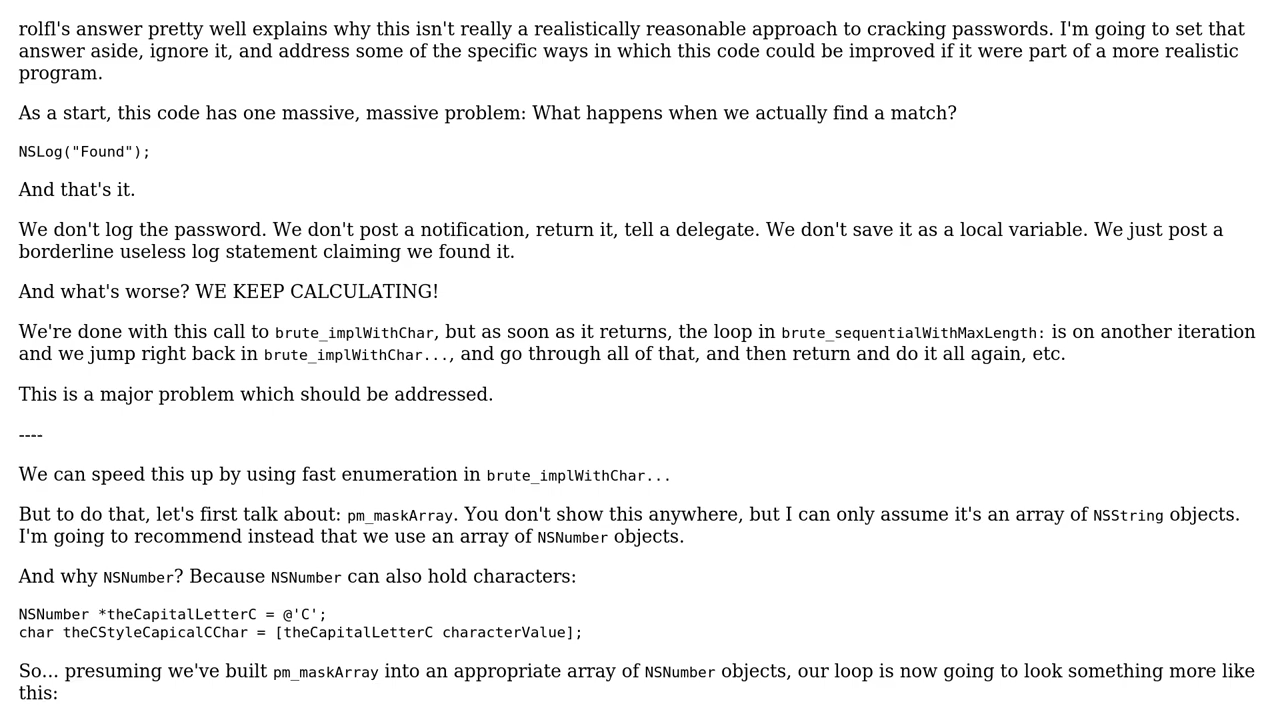 rolfl's answer pretty well explains why this isn't really a realistically reasonable approach to cracking passwords. I'm going to set that
answer aside, ignore it, and address some of the specific ways in which this code could be improved if it were part of a more realistic
program.
As a start, this code has one massive, massive problem: What happens when we actually find a match?
NSLog("Found");
And that's it.
We don't log the password. We don't post a notification, return it, tell a delegate. We don't save it as a local variable. We just post a
borderline useless log statement claiming we found it.
And what's worse? WE KEEP CALCULATING!
We're done with this call to brute_implWithChar, but as soon as it returns, the loop in brute_sequentialWithMaxLength: is on another iteration
and we jump right back in brute_implWithChar..., and go through all of that, and then return and do it all again, etc.
This is a major problem which should be addressed.
----
We can speed this up by using fast enumeration in brute_implWithChar...
But to do that, let's first talk about: pm_maskArray. You don't show this anywhere, but I can only assume it's an array of NSString objects.
I'm going to recommend instead that we use an array of NSNumber objects.
And why NSNumber? Because NSNumber can also hold characters:
NSNumber *theCapitalLetterC = @'C';
char theCStyleCapicalCChar = [theCapitalLetterC characterValue];
So... presuming we've built pm_maskArray into an appropriate array of NSNumber objects, our loop is now going to look something more like
this: